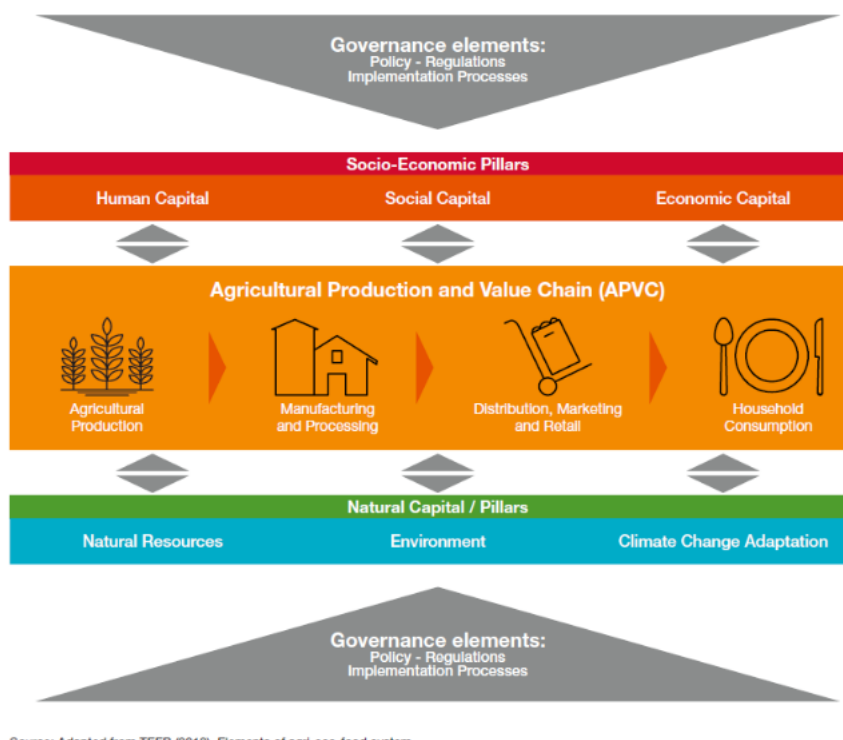 Governance elements:
Policy - Regulations
Implementation Processes
Socio-Economic Pillars
Human Capital Social Capital Economic Capital
Agricultural Production and Value Chain (APVC)
Agricultural
Production
Manufacturing
and Processing
Distribution, Marketing
and Retail
Household
Consumption
Natural Capital / Pillars
Natural Resources Environment Climate Change Adaptation
Governance elements:
Policy - Regulations
Implementation Processes